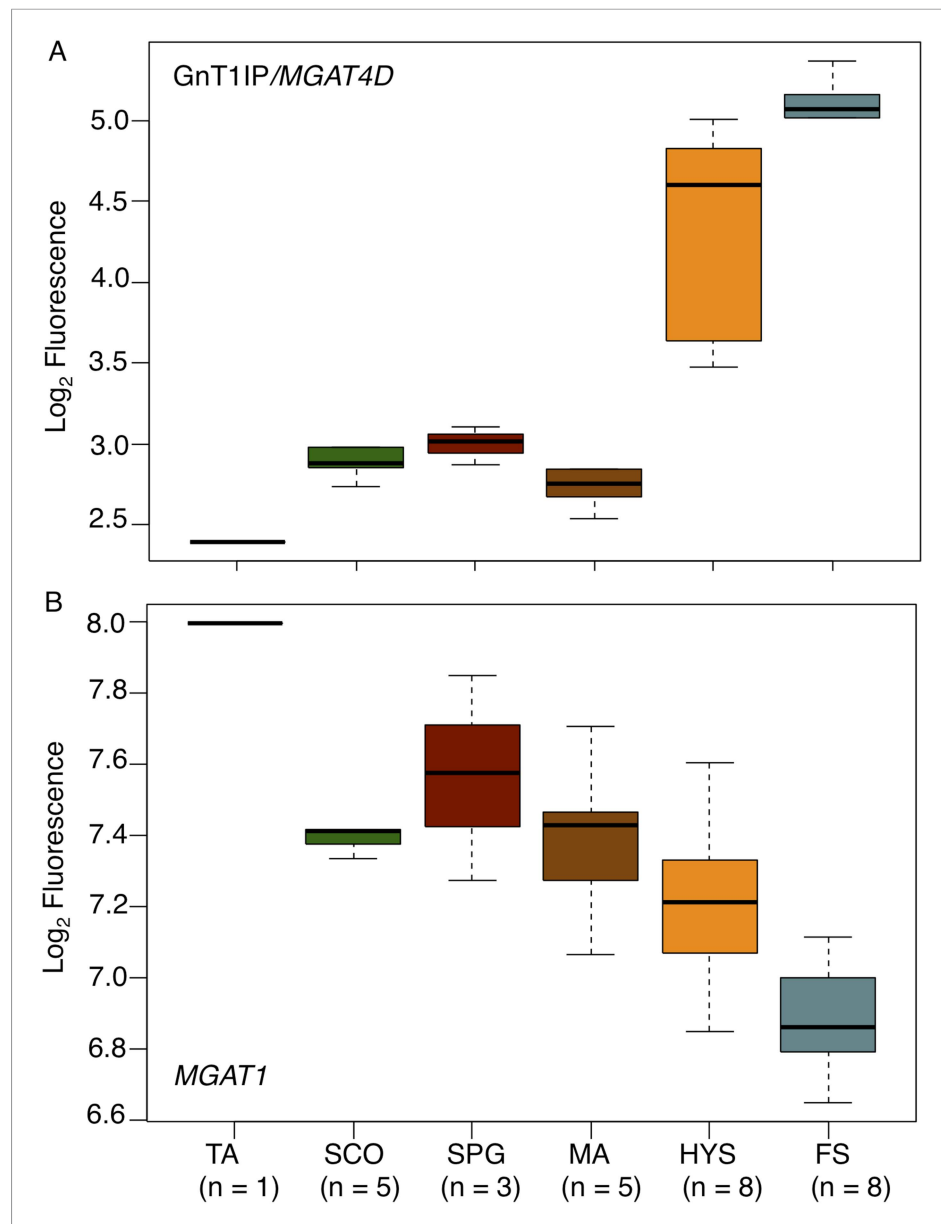 A
GnT1IP/MGAT4D
5.0
4.5
4.0
3.5
3.0
2.5
Log₂ Fluorescence
B
8.0
7.8
7.6
7.4
7.2
7.0
6.8
6.6
Log₂ Fluorescence
MGAT1
TA SCO SPG MA HYS FS
(n = 1) (n = 5) (n = 3) (n = 5) (n = 8) (n = 8)